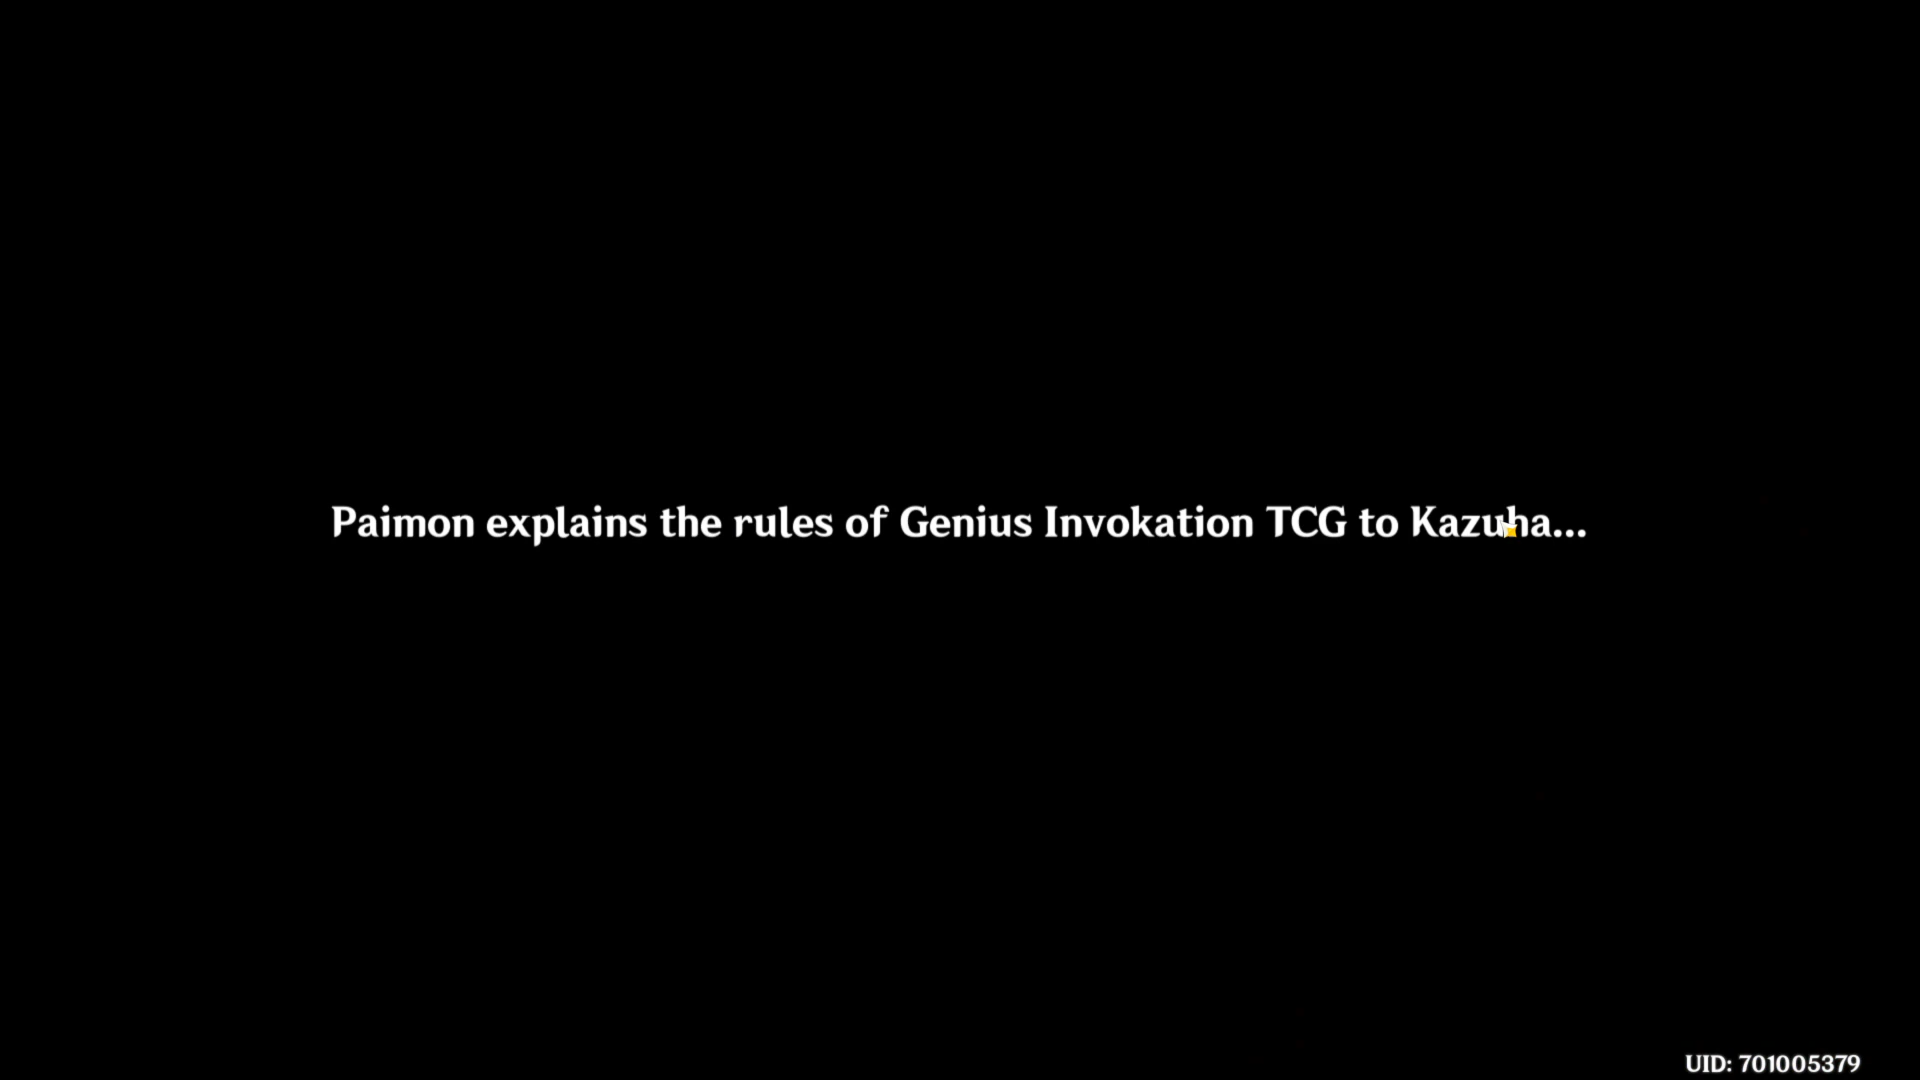 Paimon explains the rules of Genius Invokation TCG to Kazuha...
UID: 701005379